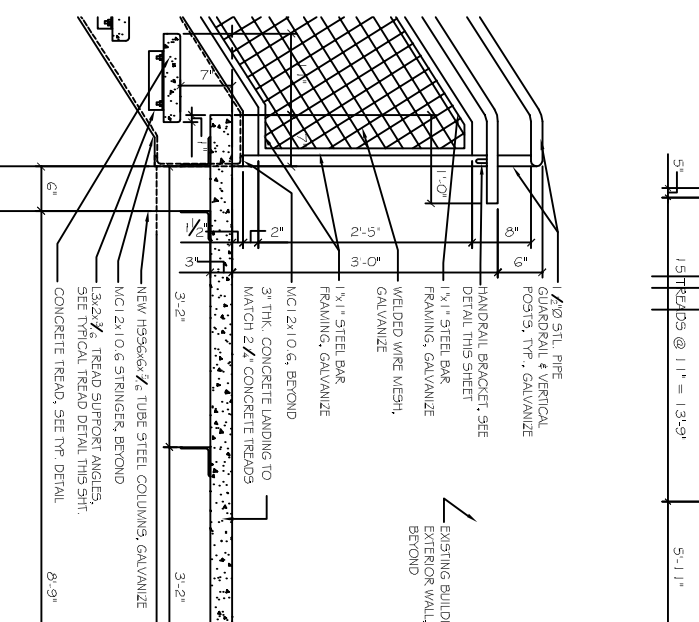 1 1/2"Ø STL. PIPE
GUARDRAIL & VERTICAL
POSTS, TYP., GALVANIZE
HANDRAIL BRACKET, SEE
DETAIL THIS SHEET
1"x1" STEEL BAR
FRAMING, GALVANIZE
WELDED WIRE MESH,
GALVANIZE
1"x1" STEEL BAR
FRAMING, GALVANIZE
MC12x10.6, BEYOND
3" THK. CONCRETE LANDING TO
MATCH 2 1/4" CONCRETE TREADS
NEW HSS6x6x3/16 TUBE STEEL COLUMNS, GALVANIZE
MC12x10.6 STRINGER, BEYOND
L3x2x3/16 TREAD SUPPORT ANGLES,
SEE TYPICAL TREAD DETAIL THIS SHT.
CONCRETE TREAD, SEE TYP. DETAIL
EXISTING BUILDI
EXTERIOR WALL,
BEYOND
5"
15 TREADS @ 11" = 13'-9"
5'-11"
8"
6"
2'-5"
3'-0"
1'-0"
2"
1/2"
3"
7"
7"
1"
3'-2"
3'-2"
6"
8'-9"